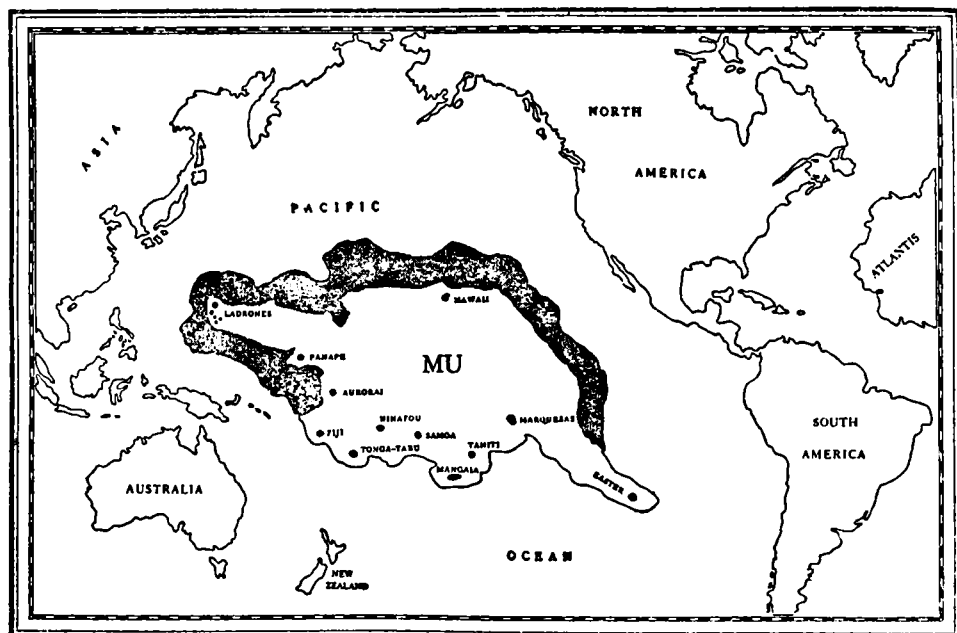 NORTH
AMERICA
ASIA
PACIFIC
ATLANTIS
LADRONES
HAWAII
PANAPE
MU
AURORAI
NINAFOU
MARQUESAS
FIJI
SAMOA
TONGA-TABU
TAHITI
MANGAIA
SOUTH
AMERICA
AUSTRALIA
EASTER
OCEAN
NEW
ZEALAND